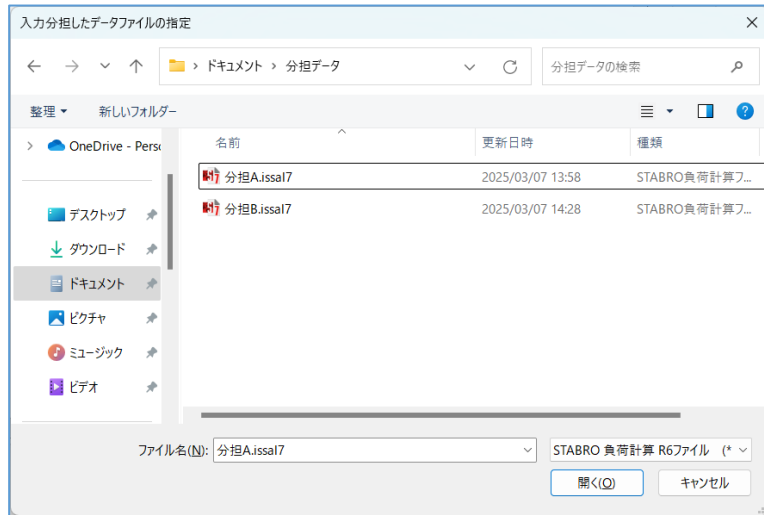 入力分担したデータファイルの指定
ドキュメント › 分担データ
分担データの検索
整理 新しいフォルダー
OneDrive - Perso
名前 更新日時 種類
分担A.issal7 2025/03/07 13:58 STABRO負荷計算フ...
分担B.issal7 2025/03/07 14:28 STABRO負荷計算フ...
デスクトップ
ダウンロード
ドキュメント
ピクチャ
ミュージック
ビデオ
ファイル名(N): 分担A.issal7 STABRO 負荷計算 R6ファイル (*
開く(O) キャンセル